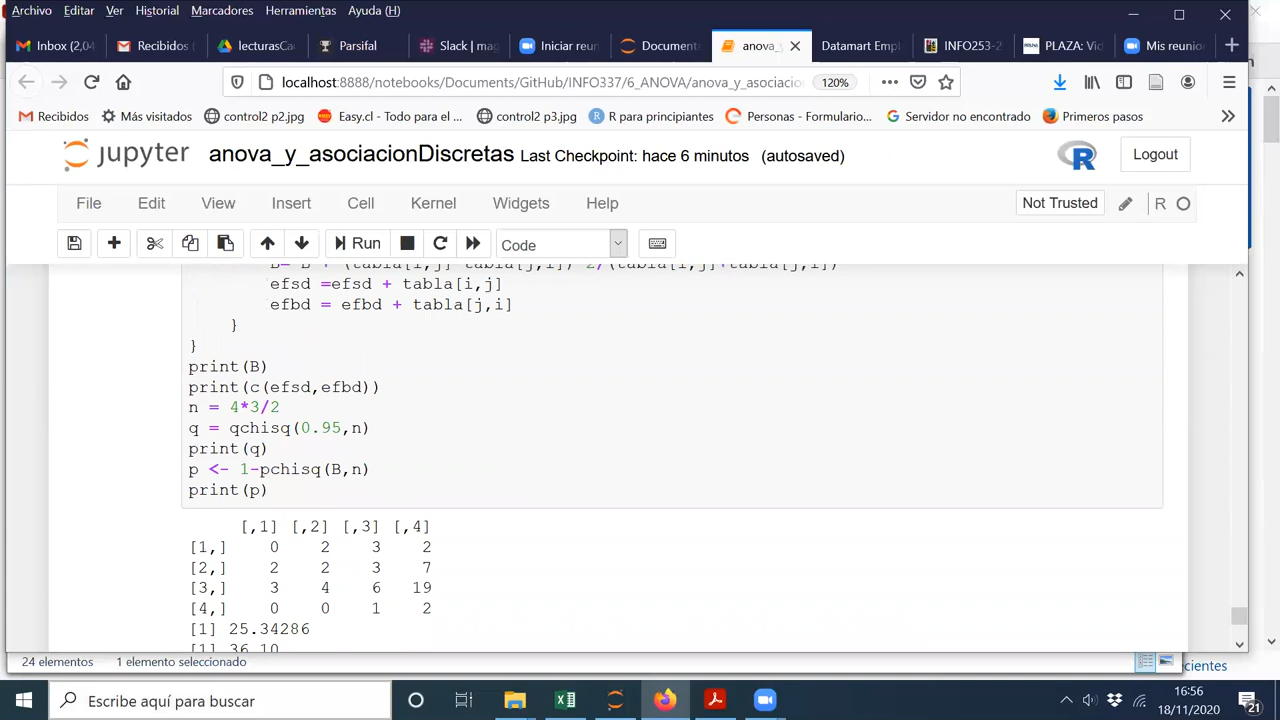 Archivo Editar Ver Historial Marcadores Herramientas Ayuda (H)
Inbox (2,04 Recibidos ( lecturasCa Parsifal Slack | mag Iniciar reun Documents anova_y Datamart Empl INFO253- PLAZA: Vid Mis reunio
localhost:8888/notebooks/Documents/GitHub/INFO337/6_ANOVA/anova_y_asociacion 120%
Recibidos Más visitados control2 p2.jpg Easy.cl - Todo para el ... control2 p3.jpg R para principiantes Personas - Formulario... Servidor no encontrado Primeros pasos
jupyter anova_y_asociacionDiscretas Last Checkpoint: hace 6 minutos (autosaved) R Logout
File Edit View Insert Cell Kernel Widgets Help Not Trusted R
Run Code
efsd =efsd + tabla[i,j]
efbd = efbd + tabla[j,i]
}
}
print(B)
print(c(efsd,efbd))
n = 4*3/2
q = qchisq(0.95,n)
print(q)
p <- 1-pchisq(B,n)
print(p)
[,1] [,2] [,3] [,4]
[1,] 0 2 3 2
[2,] 2 2 3 7
[3,] 3 4 6 19
[4,] 0 0 1 2
[1] 25.34286
[1] 36 10
24 elementos 1 elemento seleccionado ecientes
Escribe aquí para buscar 16:56
18/11/2020 21